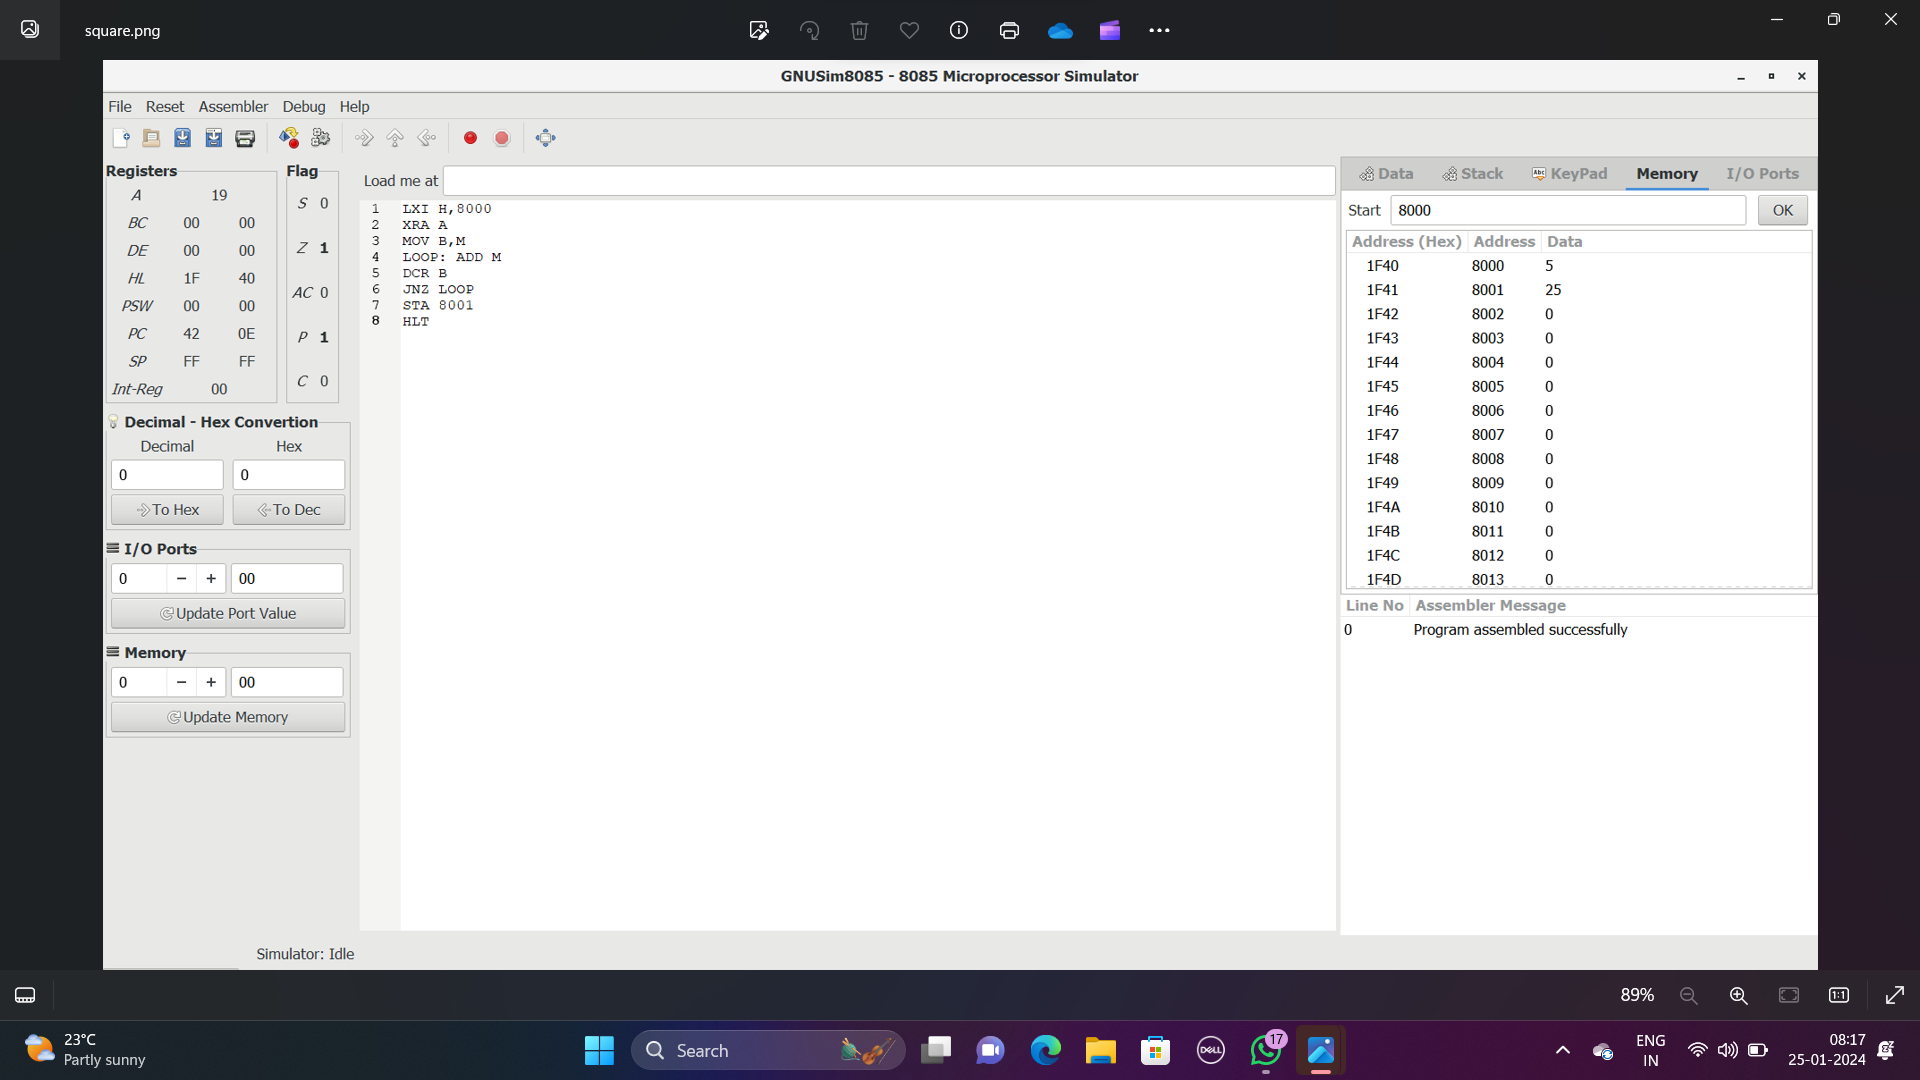 square.png
GNUSim8085 - 8085 Microprocessor Simulator
File Reset Assembler Debug Help
Registers
A 19
BC 00 00
DE 00 00
HL 1F 40
PSW 00 00
PC 42 0E
SP FF FF
Int-Reg 00
Flag
S 0
Z 1
AC 0
P 1
C 0
Decimal - Hex Convertion
Decimal Hex
0 0
To Hex To Dec
I/O Ports
0 − + 00
Update Port Value
Memory
0 − + 00
Update Memory
Load me at
1 LXI H,8000
2 XRA A
3 MOV B,M
4 LOOP: ADD M
5 DCR B
6 JNZ LOOP
7 STA 8001
8 HLT
Data Stack Abc KeyPad Memory I/O Ports
Start 8000 OK
Address (Hex) Address Data
1F40 8000 5
1F41 8001 25
1F42 8002 0
1F43 8003 0
1F44 8004 0
1F45 8005 0
1F46 8006 0
1F47 8007 0
1F48 8008 0
1F49 8009 0
1F4A 8010 0
1F4B 8011 0
1F4C 8012 0
1F4D 8013 0
Line No Assembler Message
0 Program assembled successfully
Simulator: Idle
89% 1:1
23°C
Partly sunny
Search
DELL
17
ENG
IN
08:17
25-01-2024